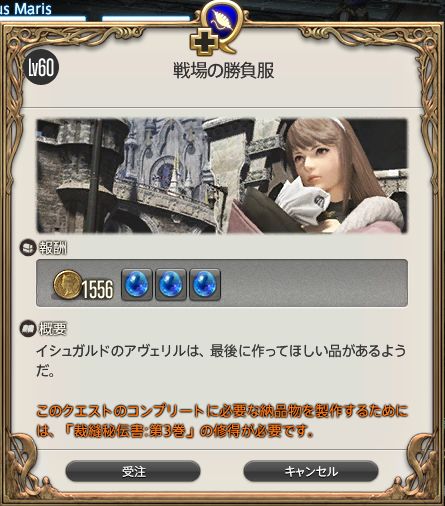 us Maris
Lv60
戦場の勝負服
報酬
1556
概要
イシュガルドのアヴェリルは、最後に作ってほしい品があるよう
だ。
このクエストのコンプリートに必要な納品物を製作するために
は、「裁縫秘伝書:第3巻」の修得が必要です。
受注
キャンセル